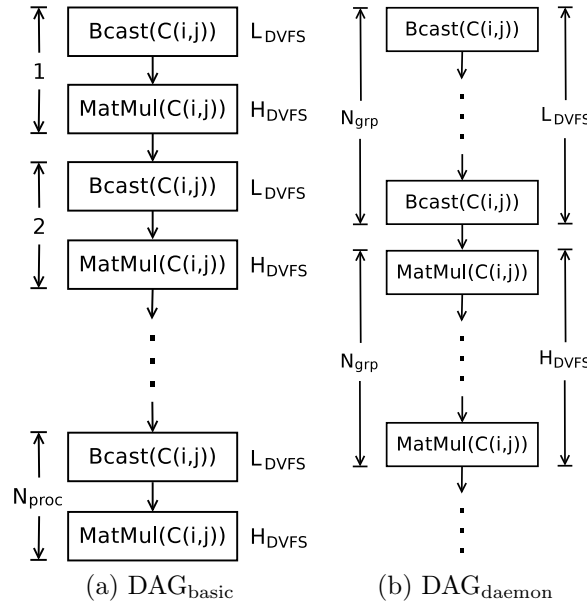 Bcast(C(i,j)) L_DVFS
1
MatMul(C(i,j)) H_DVFS
Bcast(C(i,j)) L_DVFS
2
MatMul(C(i,j)) H_DVFS
Bcast(C(i,j)) L_DVFS
N_proc
MatMul(C(i,j)) H_DVFS
(a) DAG_basic
Bcast(C(i,j))
N_grp L_DVFS
Bcast(C(i,j))
MatMul(C(i,j))
N_grp H_DVFS
MatMul(C(i,j))
(b) DAG_daemon